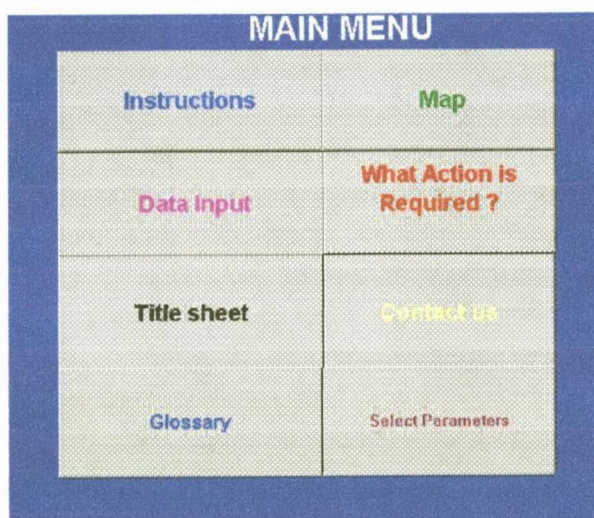 MAIN MENU
Instructions
Map
Data Input
What Action is
Required ?
Title sheet
Contact us
Glossary
Select Parameters